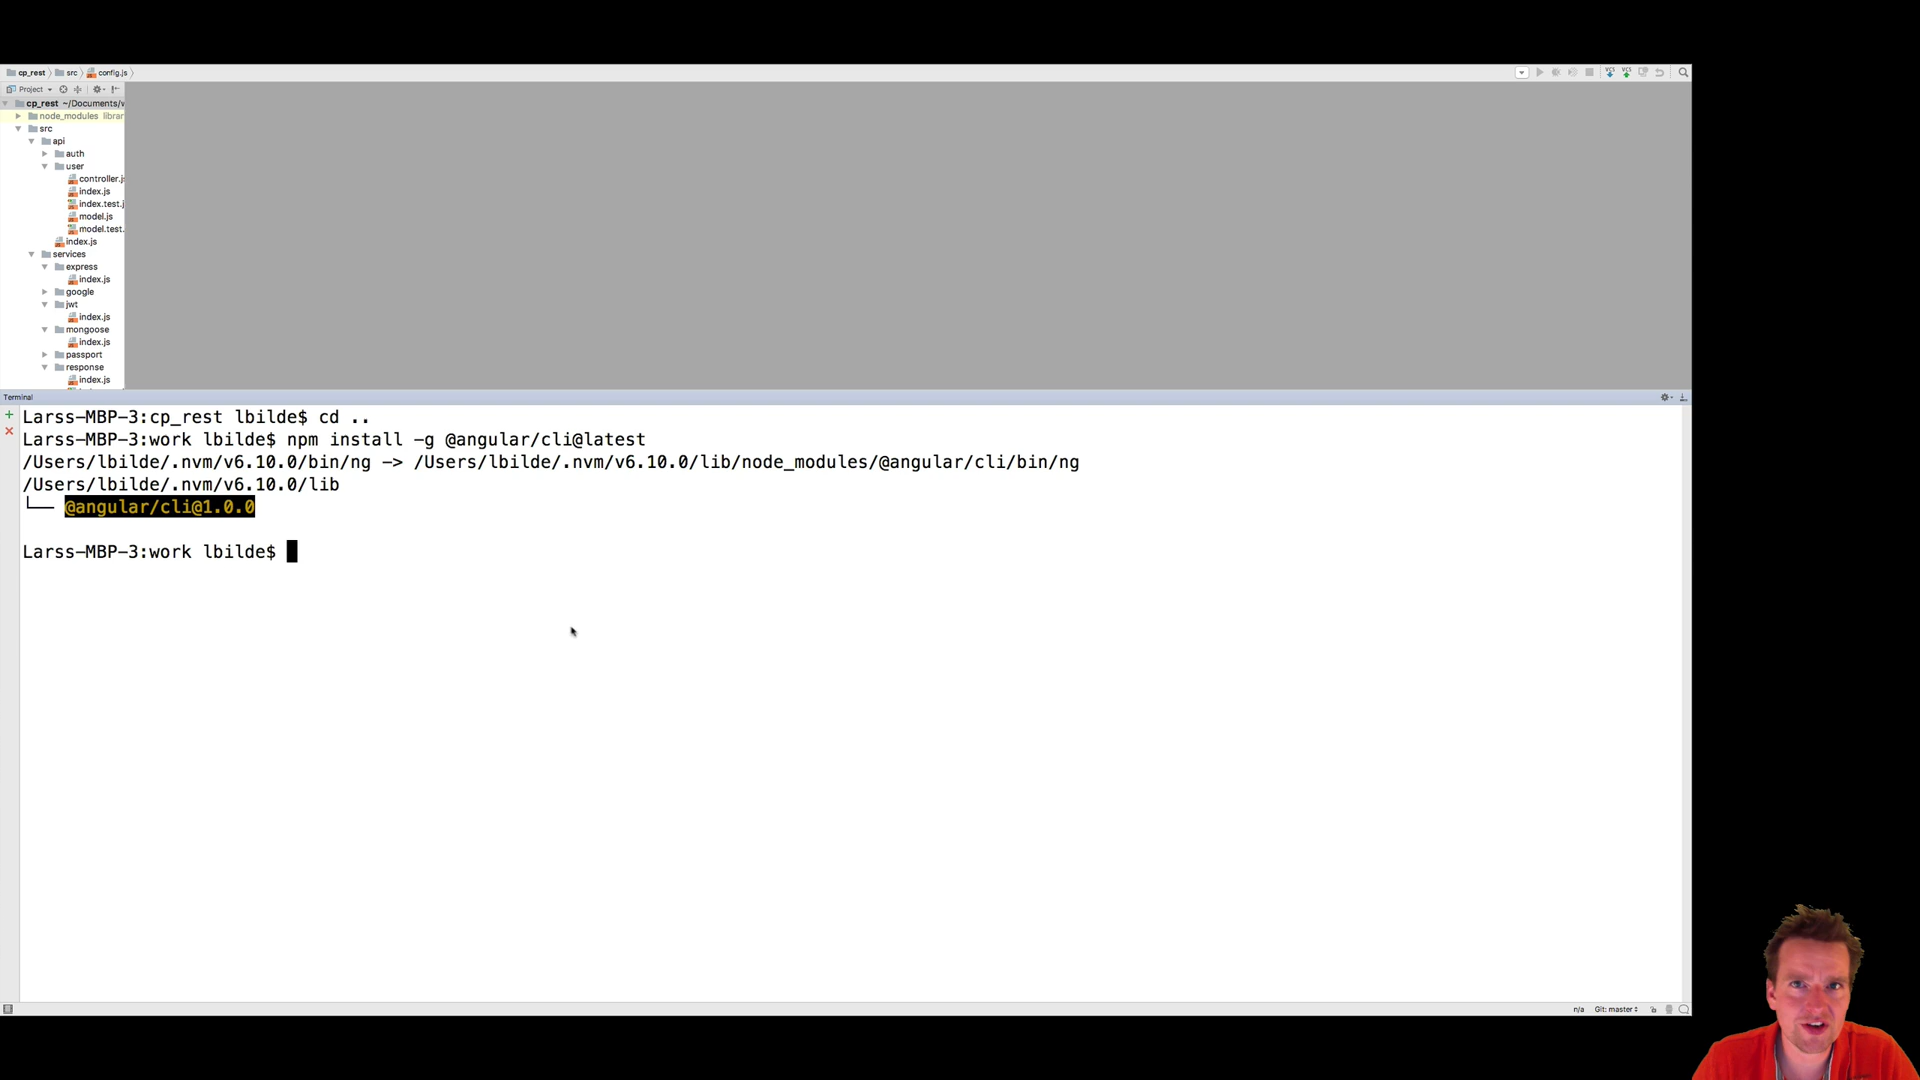 cp_rest
src
config.js
Project
cp_rest ~/Documents/w
node_modules librar
src
api
auth
user
controller.j
index.js
index.test.j
model.js
model.test.
index.js
services
express
index.js
google
jwt
index.js
mongoose
index.js
passport
response
index.js
VCS VCS
Terminal
Larss-MBP-3:cp_rest lbilde$ cd ..
Larss-MBP-3:work lbilde$ npm install -g @angular/cli@latest
/Users/lbilde/.nvm/v6.10.0/bin/ng -> /Users/lbilde/.nvm/v6.10.0/lib/node_modules/@angular/cli/bin/ng
/Users/lbilde/.nvm/v6.10.0/lib
└── @angular/cli@1.0.0
Larss-MBP-3:work lbilde$
n/a Git: master